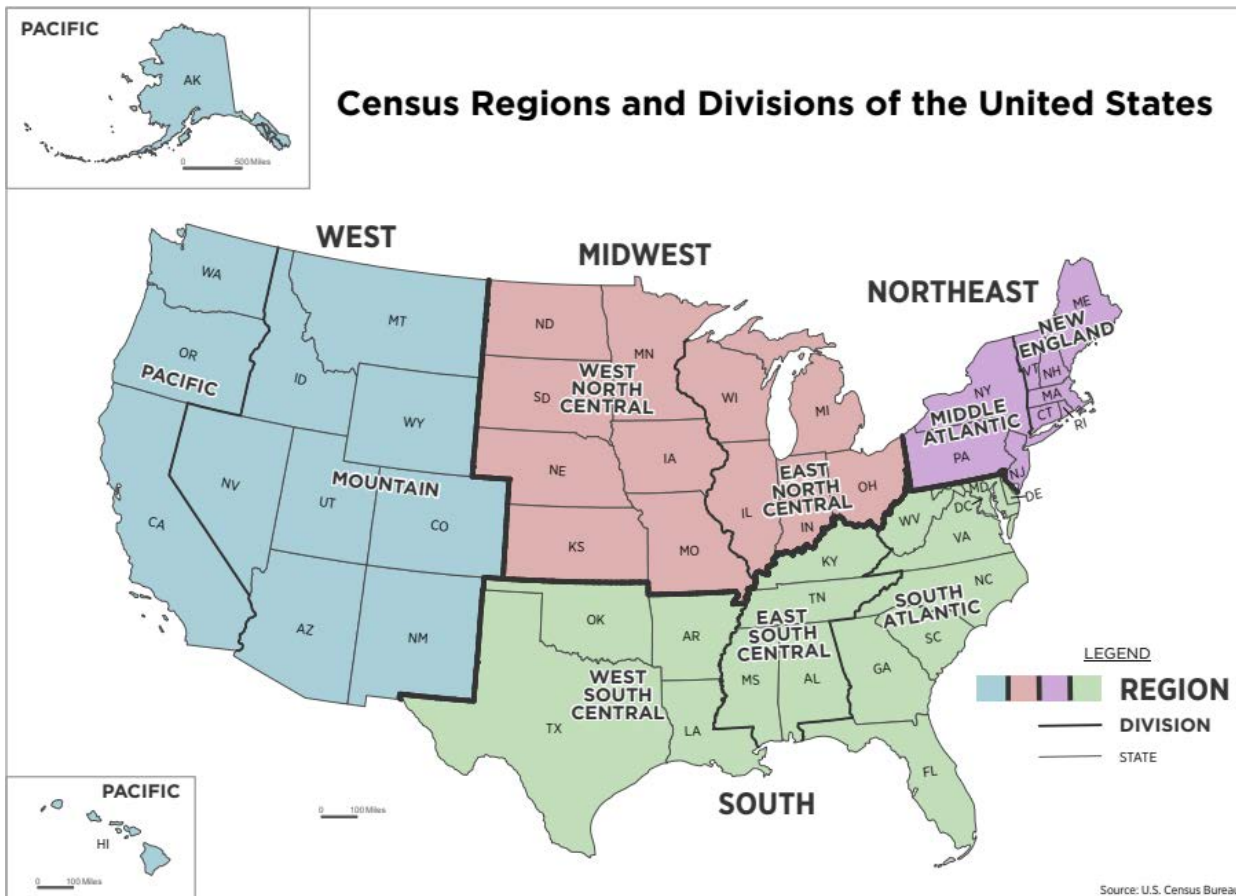 PACIFIC
AK
0 500 Miles
Census Regions and Divisions of the United States
WEST
MIDWEST
NORTHEAST
WA
MT
ND
MN
ME
NEW
ENGLAND
OR
ID
PACIFIC
WY
SD
WEST
NORTH
CENTRAL
WI
MI
NY
VT
NH
MA
CT
RI
MIDDLE
ATLANTIC
PA
NJ
NV
UT
MOUNTAIN
CO
CA
NE
IA
KS
MO
IL
IN
OH
EAST
NORTH
CENTRAL
MD
DE
DC
WV
VA
KY
NC
TN
AZ
NM
OK
AR
EAST
SOUTH
CENTRAL
SOUTH
ATLANTIC
SC
MS
AL
GA
WEST
SOUTH
CENTRAL
TX
LA
FL
SOUTH
LEGEND
REGION
DIVISION
STATE
PACIFIC
HI
0 100 Miles
0 100 Miles
Source: U.S. Census Bureau